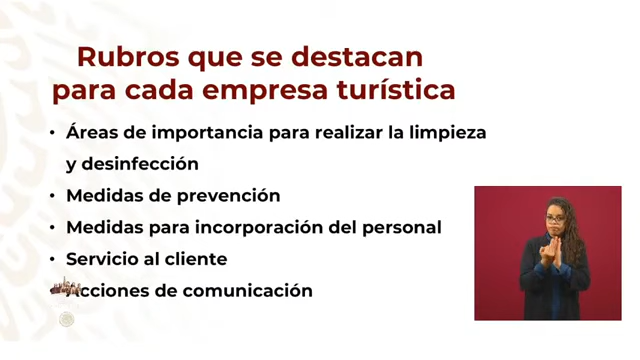 Rubros que se destacan
para cada empresa turística
• Áreas de importancia para realizar la limpieza
y desinfección
• Medidas de prevención
• Medidas para incorporación del personal
• Servicio al cliente
Acciones de comunicación